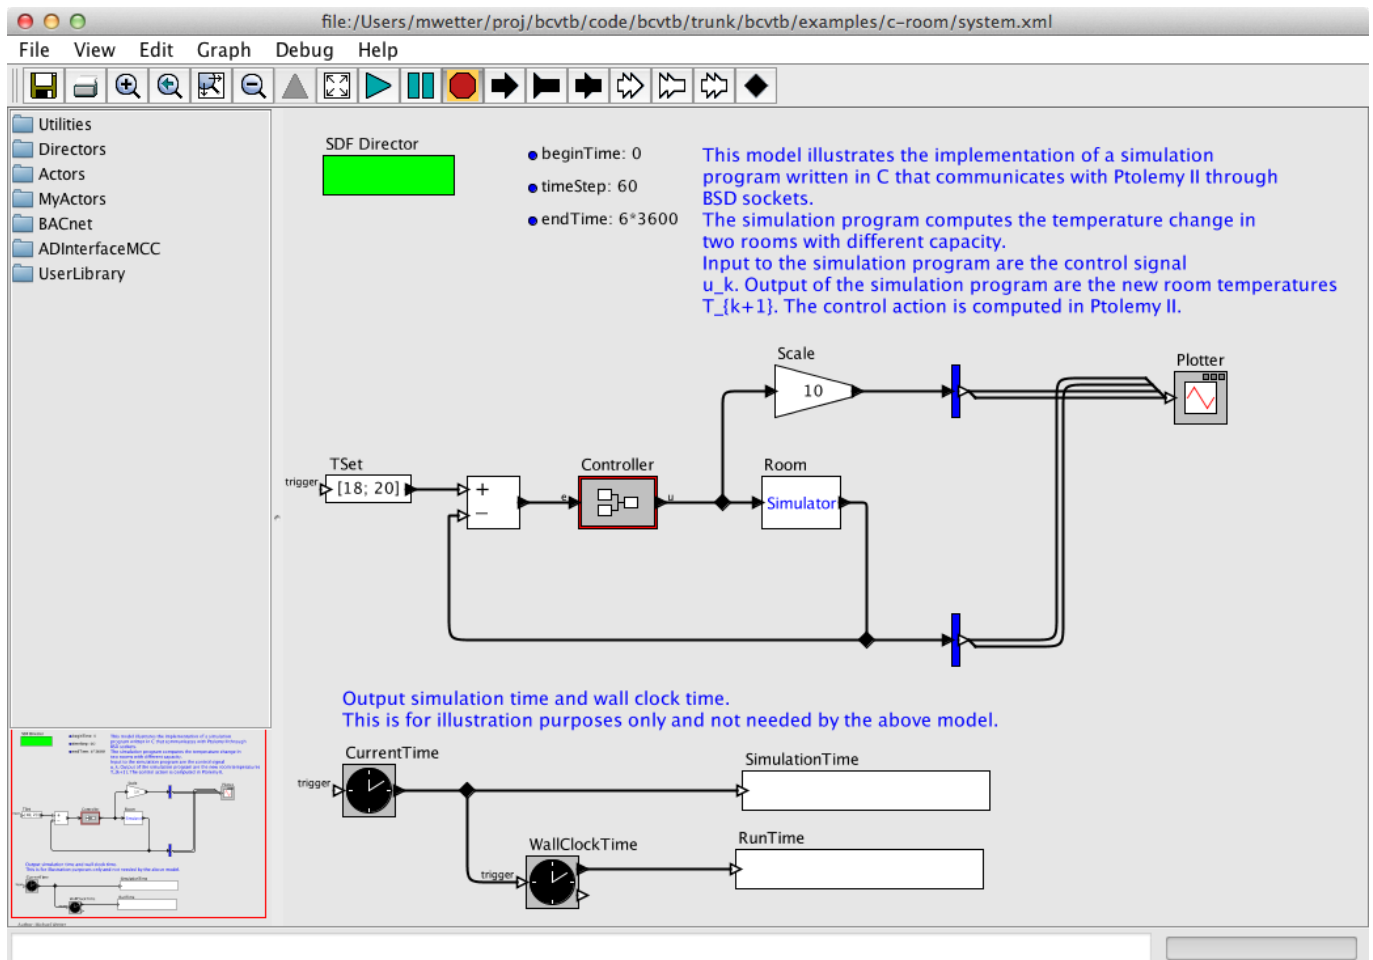 file:/Users/mwetter/proj/bcvtb/code/bcvtb/trunk/bcvtb/examples/c-room/system.xml
File View Edit Graph Debug Help
Utilities
Directors
Actors
MyActors
BACnet
ADInterfaceMCC
UserLibrary
SDF Director
beginTime: 0
timeStep: 60
endTime: 6*3600
This model illustrates the implementation of a simulation
program written in C that communicates with Ptolemy II through
BSD sockets.
The simulation program computes the temperature change in
two rooms with different capacity.
Input to the simulation program are the control signal
u_k. Output of the simulation program are the new room temperatures
T_{k+1}. The control action is computed in Ptolemy II.
Scale
10
Plotter
TSet
trigger
[18; 20]
+
−
e
Controller
u
Room
Simulator
Output simulation time and wall clock time.
This is for illustration purposes only and not needed by the above model.
CurrentTime
trigger
SimulationTime
WallClockTime
trigger
RunTime